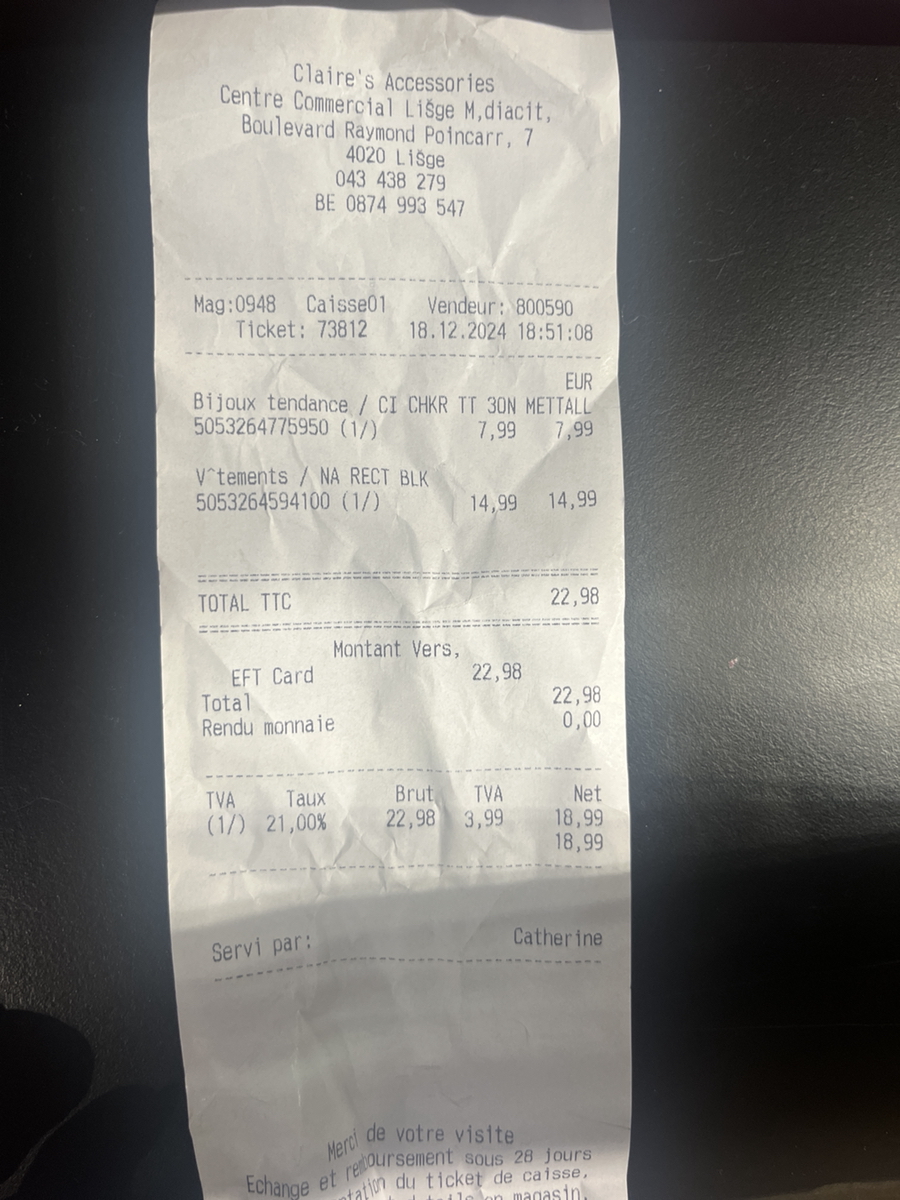 Claire's Accessories
Centre Commercial Lišge M,diacit,
Boulevard Raymond Poincarr, 7
4020 Lišge
043 438 279
BE 0874 993 547
Mag:0948 Caisse01 Vendeur: 800590
Ticket: 73812 18.12.2024 18:51:08
EUR
Bijoux tendance / CI CHKR TT 3ON METTALL
5053264775950 (1/) 7,99 7,99
V^tements / NA RECT BLK
5053264594100 (1/) 14,99 14,99
TOTAL TTC 22,98
Montant Vers,
EFT Card 22,98
Total 22,98
Rendu monnaie 0,00
TVA Taux Brut TVA Net
(1/) 21,00% 22,98 3,99 18,99
18,99
Servi par: Catherine
Merci de votre visite
Echange et remboursement sous 28 jours
du ticket de caisse.
en magasin.